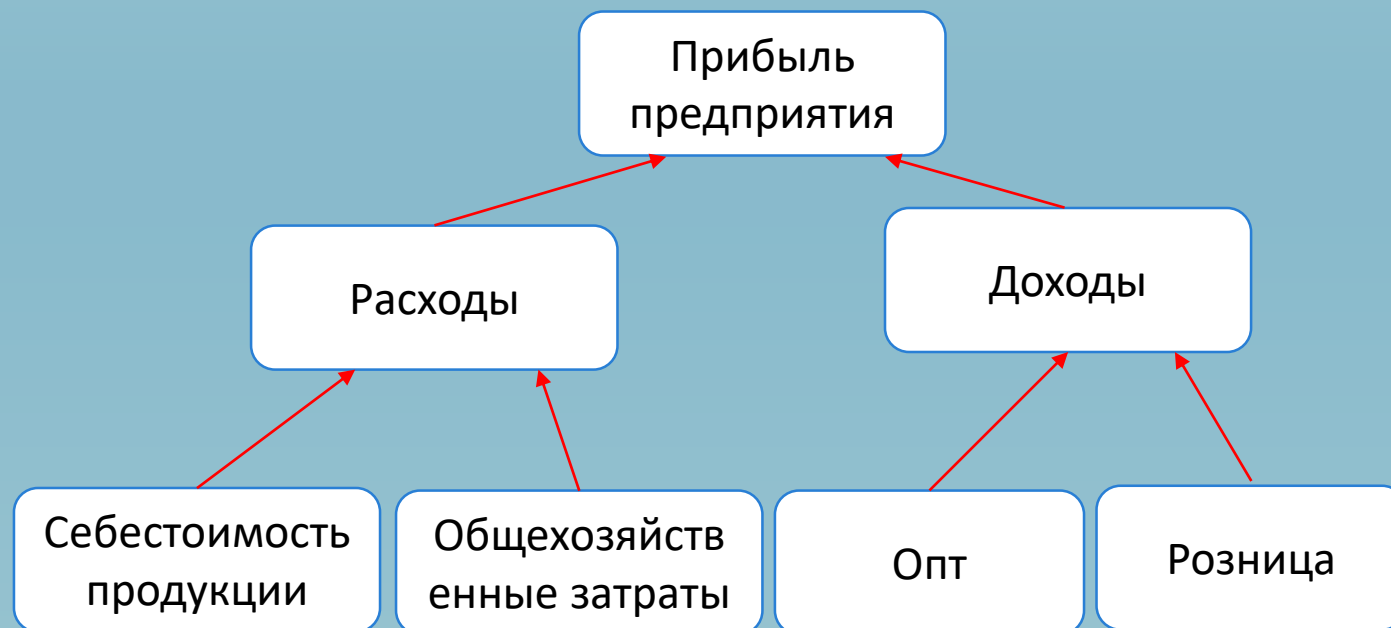 Прибыль
предприятия
Расходы
Доходы
Себестоимость
продукции
Общехозяйств
енные затраты
Опт
Розница